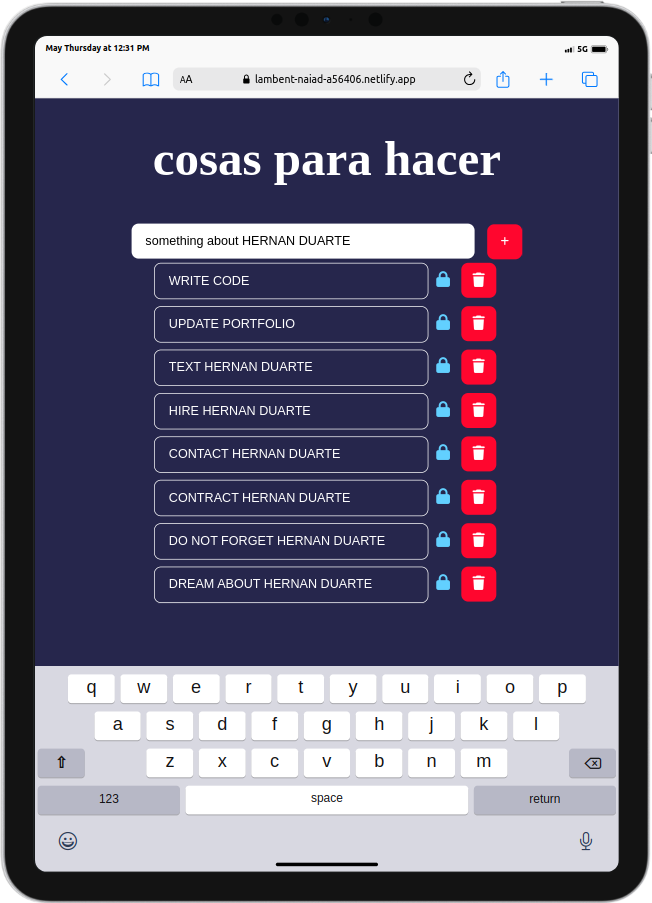 May Thursday at 12:31 PM
5G
AA
lambent-naiad-a56406.netlify.app
cosas para hacer
something about HERNAN DUARTE
+
WRITE CODE
UPDATE PORTFOLIO
TEXT HERNAN DUARTE
HIRE HERNAN DUARTE
CONTACT HERNAN DUARTE
CONTRACT HERNAN DUARTE
DO NOT FORGET HERNAN DUARTE
DREAM ABOUT HERNAN DUARTE
q w e r t y u i o p
a s d f g h j k l
z x c v b n m
123 space return